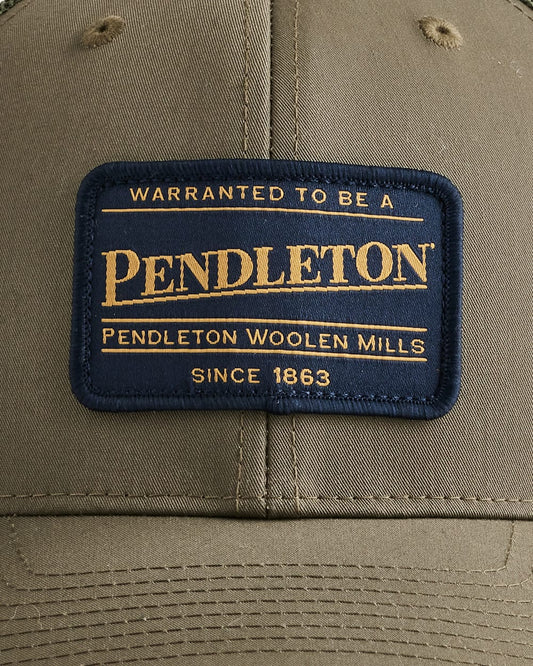 WARRANTED TO BE A
PENDLETON®
PENDLETON WOOLEN MILLS
SINCE 1863